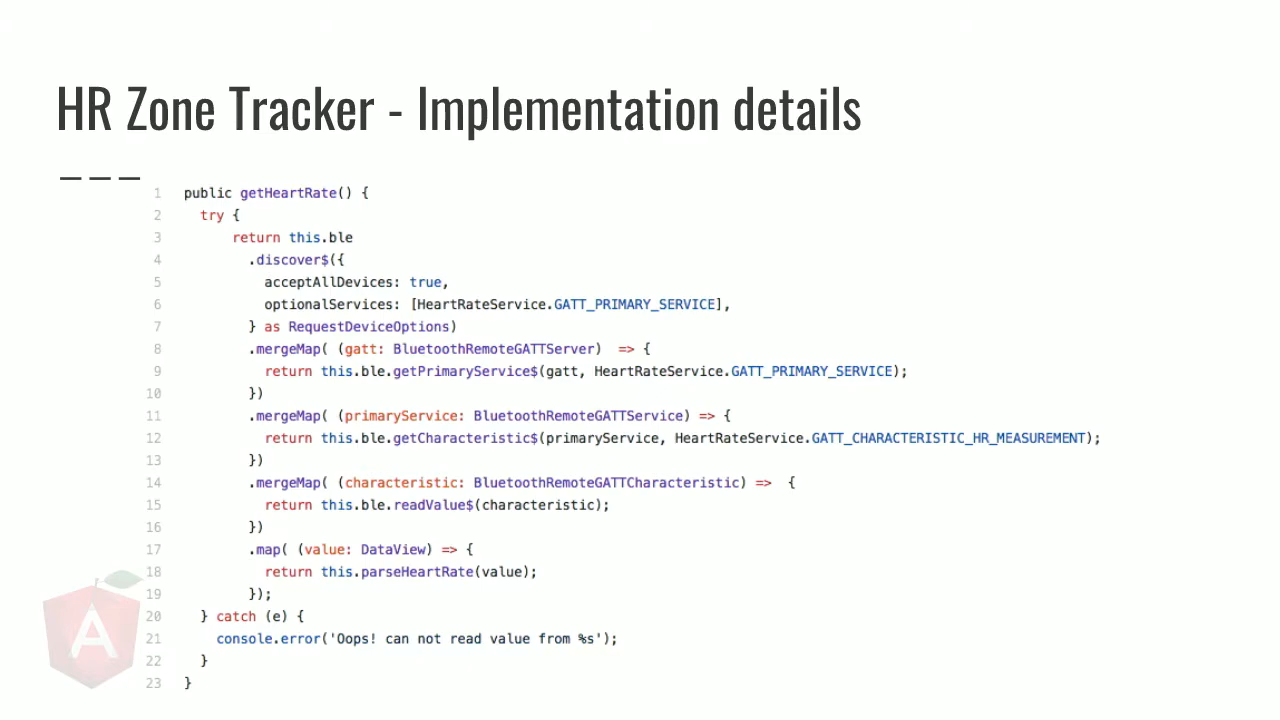 HR Zone Tracker - Implementation details
1 public getHeartRate() {
2 try {
3 return this.ble
4 .discover$({
5 acceptAllDevices: true,
6 optionalServices: [HeartRateService.GATT_PRIMARY_SERVICE],
7 } as RequestDeviceOptions)
8 .mergeMap( (gatt: BluetoothRemoteGATTServer)  => {
9 return this.ble.getPrimaryService$(gatt, HeartRateService.GATT_PRIMARY_SERVICE);
10 })
11 .mergeMap( (primaryService: BluetoothRemoteGATTService) => {
12 return this.ble.getCharacteristic$(primaryService, HeartRateService.GATT_CHARACTERISTIC_HR_MEASUREMENT);
13 })
14 .mergeMap( (characteristic: BluetoothRemoteGATTCharacteristic) =>  {
15 return this.ble.readValue$(characteristic);
16 })
17 .map( (value: DataView) => {
18 return this.parseHeartRate(value);
19 });
20 } catch (e) {
21 console.error('Oops! can not read value from %s');
22 }
23 }
A